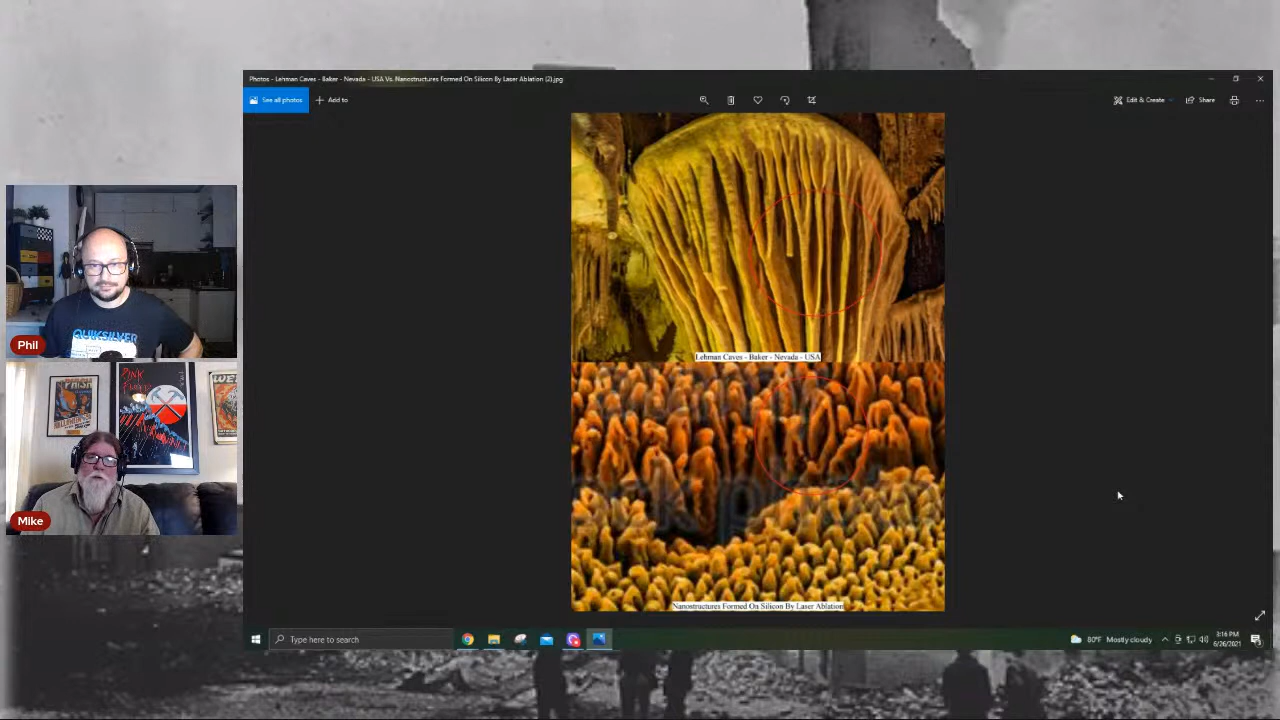 Photos - Lehman Caves - Baker - Nevada - USA Vs. Nanostructures Formed On Silicon By Laser Ablation (2).jpg
See all photos
Add to
Edit & Create
Share
Lehman Caves - Baker - Nevada - USA
Nanostructures Formed On Silicon By Laser Ablation
QUIKSILVER
Phil
PHISH
PINK
Mike
Type here to search
80°F Mostly cloudy
3:16 PM
6/26/2021